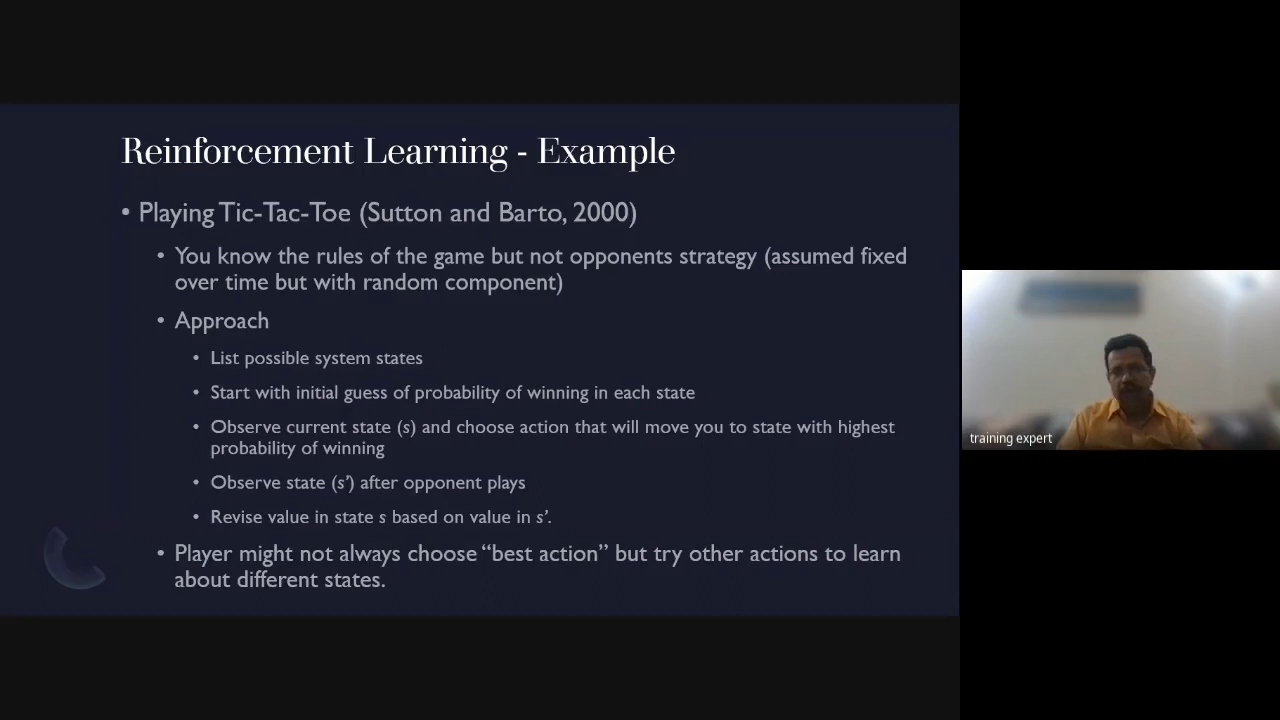 Reinforcement Learning - Example
• Playing Tic-Tac-Toe (Sutton and Barto, 2000)
• You know the rules of the game but not opponents strategy (assumed fixed
over time but with random component)
• Approach
• List possible system states
• Start with initial guess of probability of winning in each state
• Observe current state (s) and choose action that will move you to state with highest
probability of winning
• Observe state (s’) after opponent plays
• Revise value in state s based on value in s’.
• Player might not always choose “best action” but try other actions to learn
about different states.
training expert